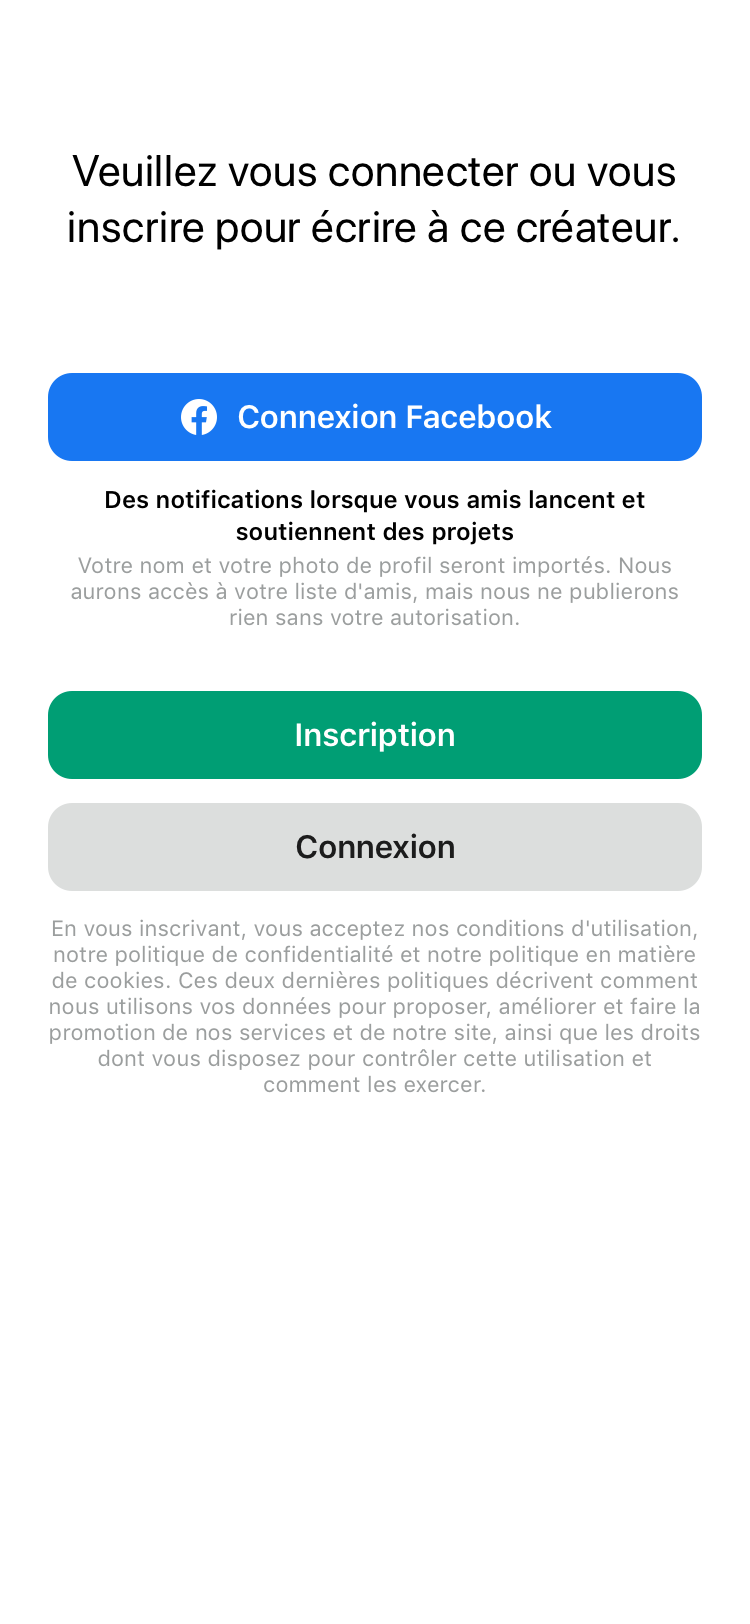 Veuillez vous connecter ou vous
inscrire pour écrire à ce créateur.
Connexion Facebook
Des notifications lorsque vous amis lancent et
soutiennent des projets
Votre nom et votre photo de profil seront importés. Nous
aurons accès à votre liste d'amis, mais nous ne publierons
rien sans votre autorisation.
Inscription
Connexion
En vous inscrivant, vous acceptez nos conditions d'utilisation,
notre politique de confidentialité et notre politique en matière
de cookies. Ces deux dernières politiques décrivent comment
nous utilisons vos données pour proposer, améliorer et faire la
promotion de nos services et de notre site, ainsi que les droits
dont vous disposez pour contrôler cette utilisation et
comment les exercer.